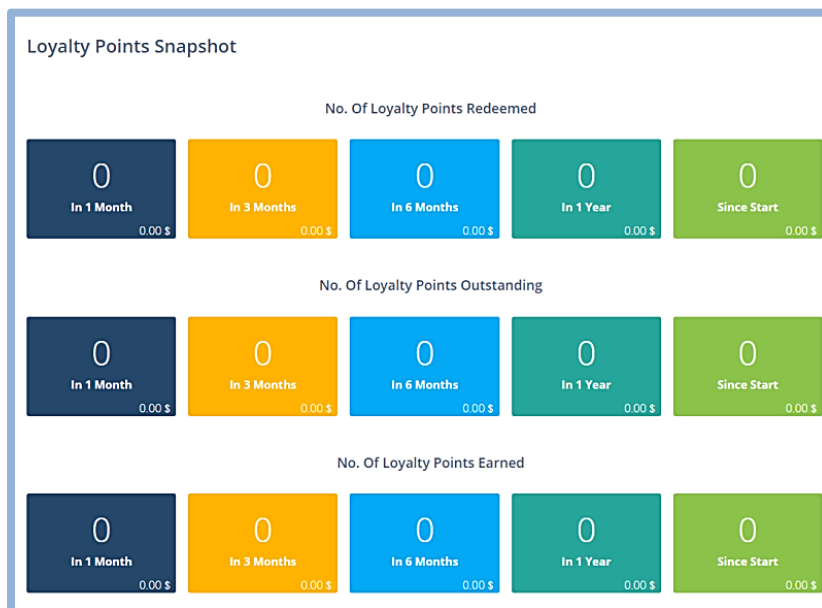 Loyalty Points Snapshot
No. Of Loyalty Points Redeemed
0 0 0 0 0
In 1 Month In 3 Months In 6 Months In 1 Year Since Start
0.00 $ 0.00 $ 0.00 $ 0.00 $ 0.00 $
No. Of Loyalty Points Outstanding
0 0 0 0 0
In 1 Month In 3 Months In 6 Months In 1 Year Since Start
0.00 $ 0.00 $ 0.00 $ 0.00 $ 0.00 $
No. Of Loyalty Points Earned
0 0 0 0 0
In 1 Month In 3 Months In 6 Months In 1 Year Since Start
0.00 $ 0.00 $ 0.00 $ 0.00 $ 0.00 $